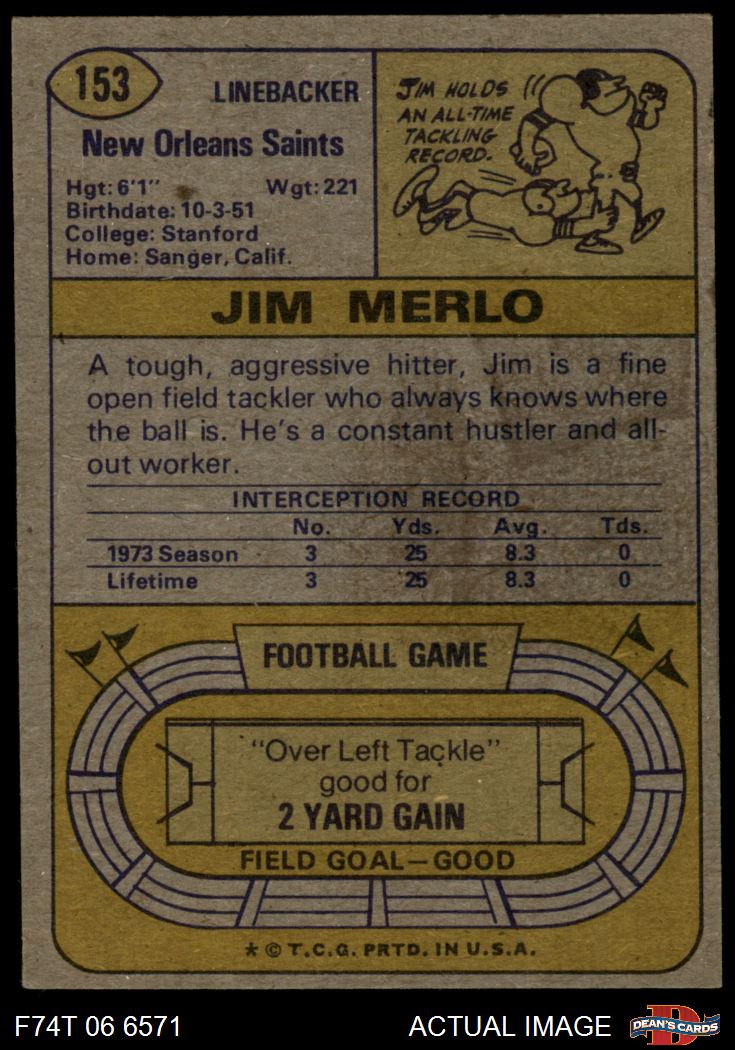 153
LINEBACKER
New Orleans Saints
Hgt: 6'1" Wgt: 221
Birthdate: 10-3-51
College: Stanford
Home: Sanger, Calif.
JIM HOLDS
AN ALL-TIME
TACKLING
RECORD.
JIM MERLO
A tough, aggressive hitter, Jim is a fine
open field tackler who always knows where
the ball is. He's a constant hustler and all-
out worker.
INTERCEPTION RECORD
No. Yds. Avg. Tds.
1973 Season 3 25 8.3 0
Lifetime 3 25 8.3 0
FOOTBALL GAME
"Over Left Tackle"
good for
2 YARD GAIN
FIELD GOAL—GOOD
* © T.C.G. PRTD. IN U.S.A.
F74T 06 6571 ACTUAL IMAGE
DEAN'S CARDS